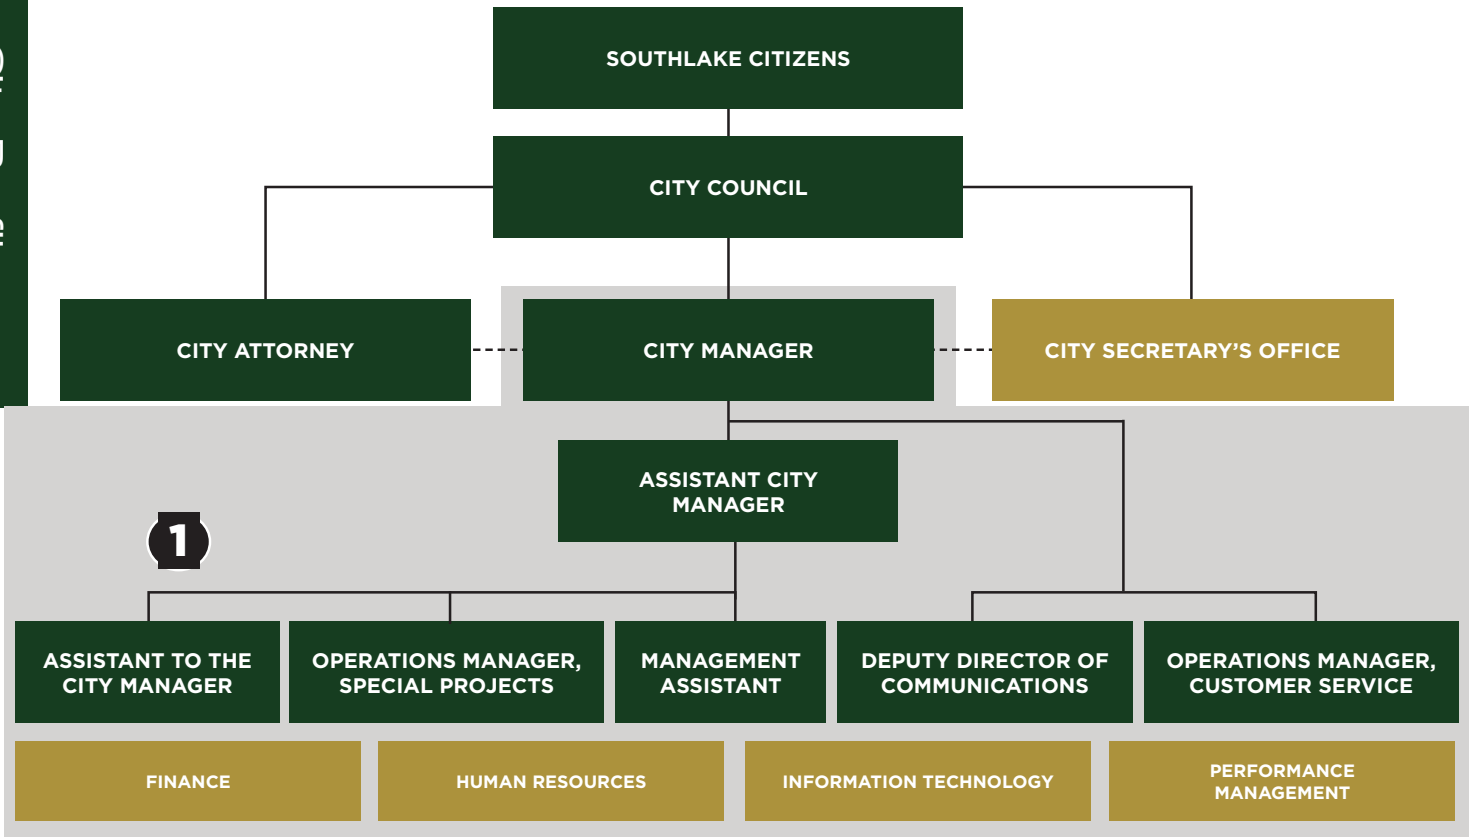 SOUTHLAKE CITIZENS
CITY COUNCIL
CITY ATTORNEY
CITY MANAGER
CITY SECRETARY’S OFFICE
ASSISTANT CITY
MANAGER
1
ASSISTANT TO THE
CITY MANAGER
OPERATIONS MANAGER,
SPECIAL PROJECTS
MANAGEMENT
ASSISTANT
DEPUTY DIRECTOR OF
COMMUNICATIONS
OPERATIONS MANAGER,
CUSTOMER SERVICE
FINANCE
HUMAN RESOURCES
INFORMATION TECHNOLOGY
PERFORMANCE
MANAGEMENT